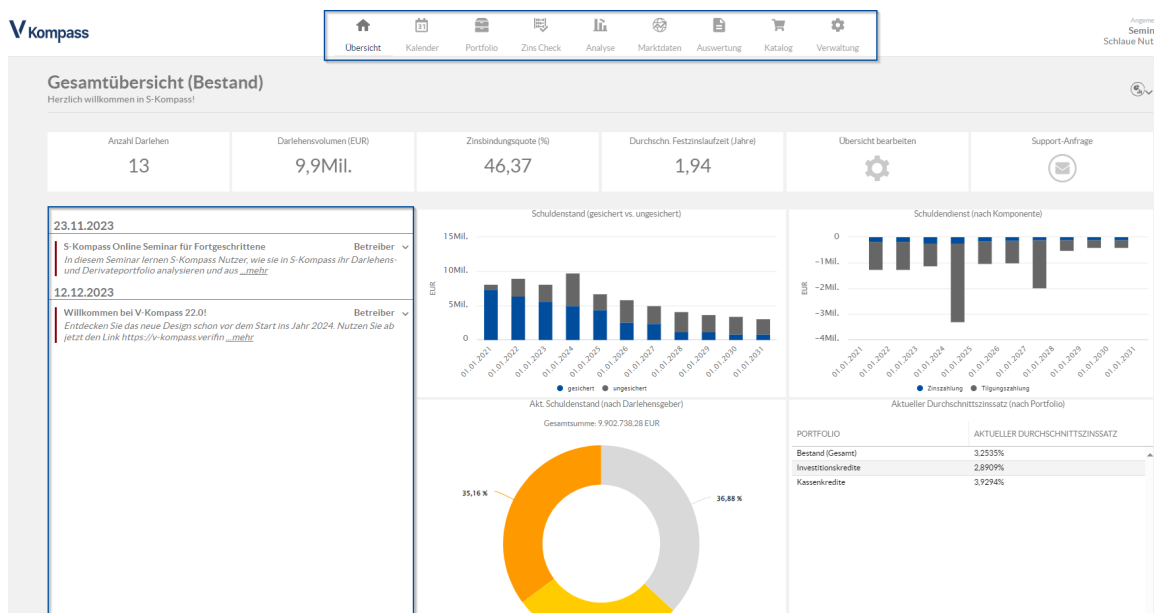 V Kompass
Übersicht
Kalender
Portfolio
Zins Check
Analyse
Marktdaten
Auswertung
Katalog
Verwaltung
Angeme
Semin
Schlaue Nut
Gesamtübersicht (Bestand)
Herzlich willkommen in S-Kompass!
Anzahl Darlehen
13
Darlehensvolumen (EUR)
9,9Mil.
Zinsbindungsquote (%)
46,37
Durchschn. Festzinslaufzeit (Jahre)
1,94
Übersicht bearbeiten
Support-Anfrage
23.11.2023
S-Kompass Online Seminar für Fortgeschrittene Betreiber
In diesem Seminar lernen S-Kompass Nutzer, wie sie in S-Kompass ihr Darlehens-
und Derivateportfolio analysieren und aus ...mehr
12.12.2023
Willkommen bei V-Kompass 22.0! Betreiber
Entdecken Sie das neue Design schon vor dem Start ins Jahr 2024. Nutzen Sie ab
jetzt den Link https://v-kompass.verifin ...mehr
Schuldenstand (gesichert vs. ungesichert)
15Mil.
10Mil.
5Mil.
0
EUR
01.01.2021
01.01.2022
01.01.2023
01.01.2024
01.01.2025
01.01.2026
01.01.2027
01.01.2028
01.01.2029
01.01.2030
01.01.2031
gesichert ungesichert
Schuldendienst (nach Komponente)
0
−1Mil.
−2Mil.
−3Mil.
−4Mil.
EUR
01.01.2021
01.01.2022
01.01.2023
01.01.2024
01.01.2025
01.01.2026
01.01.2027
01.01.2028
01.01.2029
01.01.2030
01.01.2031
Zinszahlung Tilgungszahlung
Akt. Schuldenstand (nach Darlehensgeber)
Gesamtsumme: 9.902.738,28 EUR
35,16 %
36,88 %
Aktueller Durchschnittszinssatz (nach Portfolio)
PORTFOLIO AKTUELLER DURCHSCHNITTSZINSSATZ
Bestand (Gesamt) 3,2535%
Investitionskredite 2,8909%
Kassenkredite 3,9294%